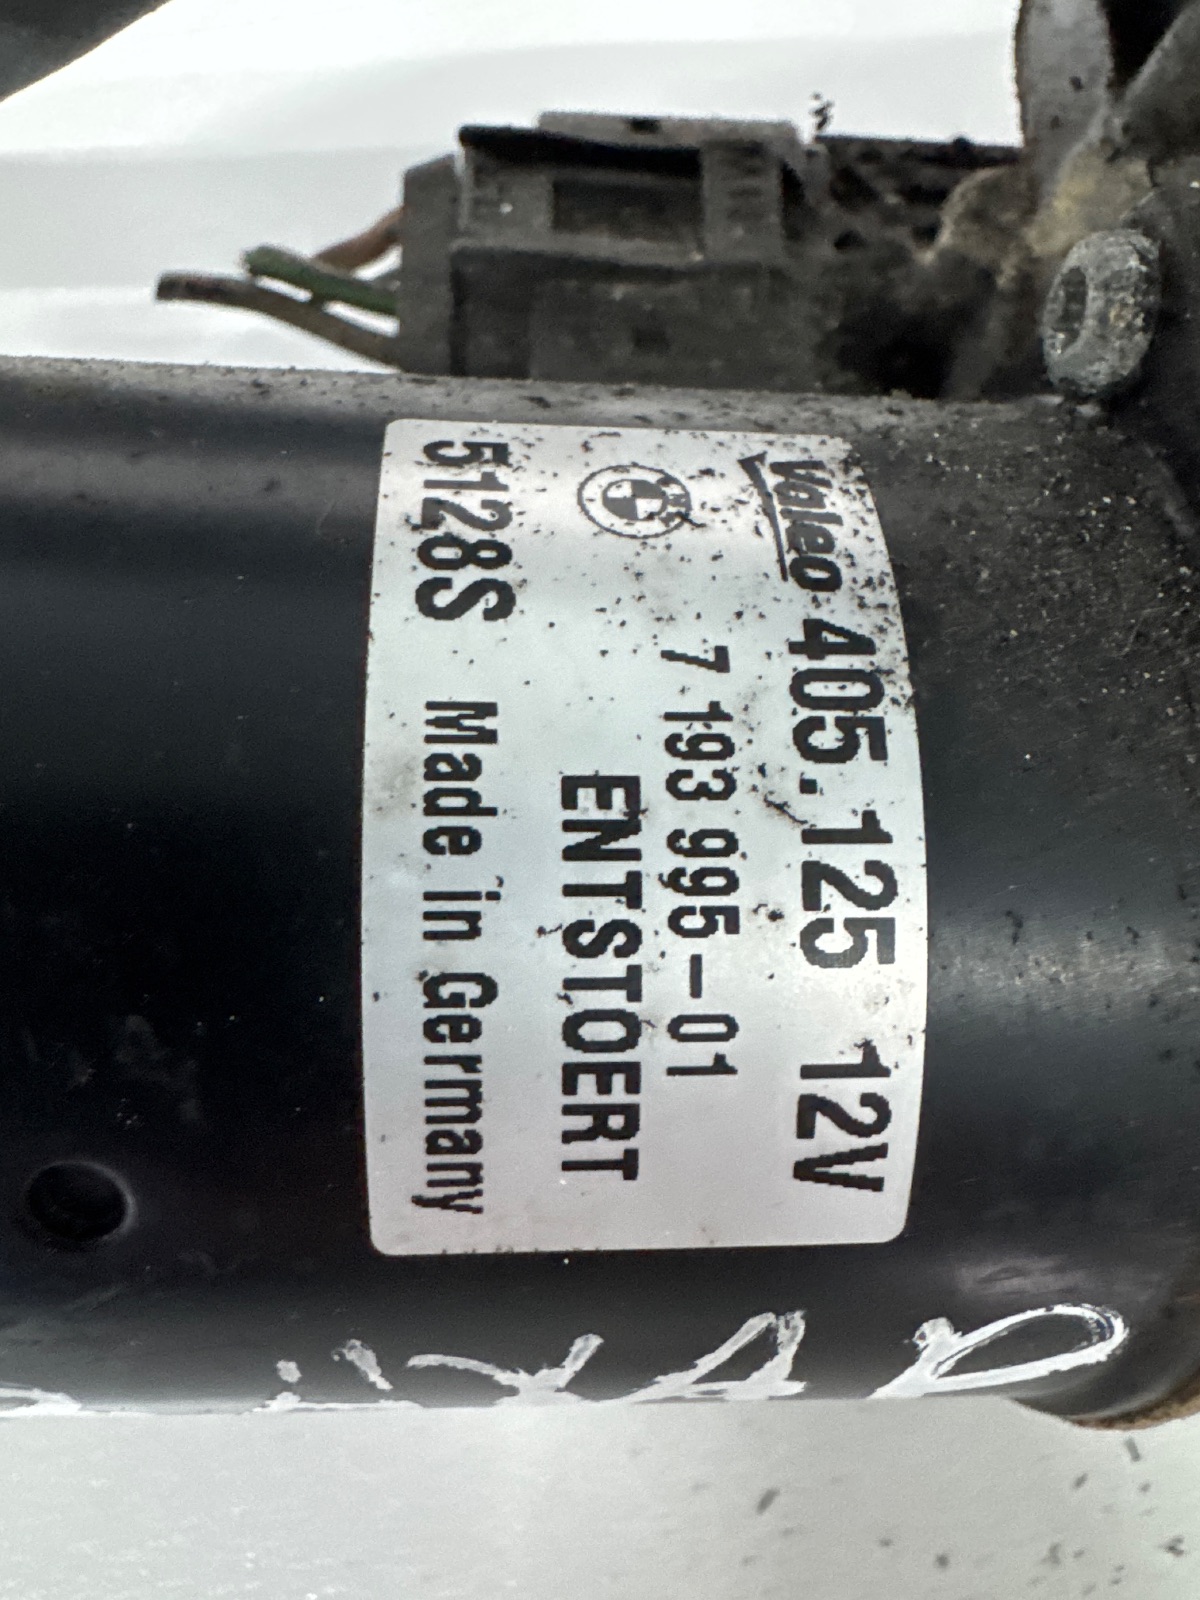 Valeo 405.125 12V
7 193 995-01
ENTSTOERT
5128S Made in Germany